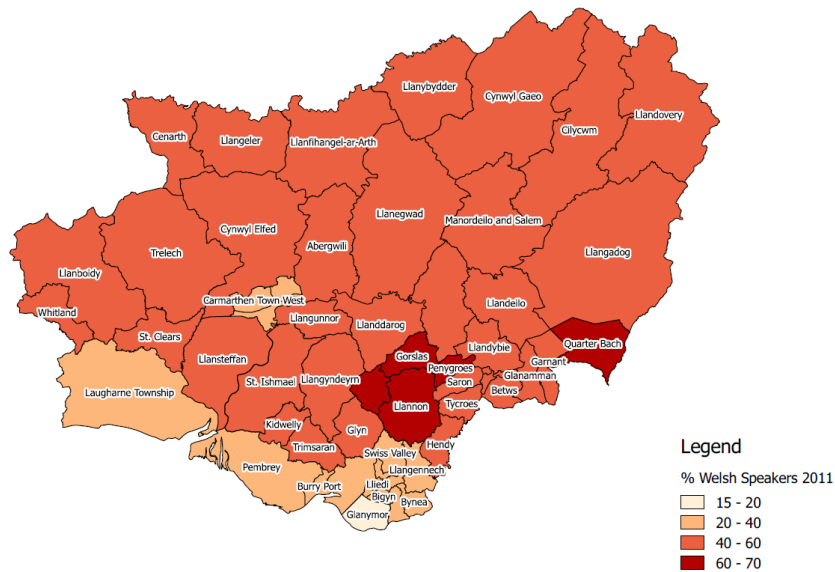 Llanybydder
Cynwyl Gaeo
Cenarth
Llangeler
Llanfihangel-ar-Arth
Cilycwm
Llandovery
Llanegwad
Manordeilo and Salem
Cynwyl Elfed
Abergwili
Trelech
Llangadog
Llanboidy
Carmarthen Town West
Llandeilo
Whitland
Llangunnor
St. Clears
Llanddarog
Quarter Bach
Llandybie
Llansteffan
Gorslas
Garnant
Penygroes
Glanamman
St. Ishmael
Llangyndeyrn
Saron
Laugharne Township
Betws
Llannon
Tycroes
Kidwelly
Glyn
Hendy
Trimsaran
Swiss Valley
Pembrey
Llangennech
Burry Port
Lliedi
Bigyn
Bynea
Glanymor
Legend
% Welsh Speakers 2011
15 - 20
20 - 40
40 - 60
60 - 70